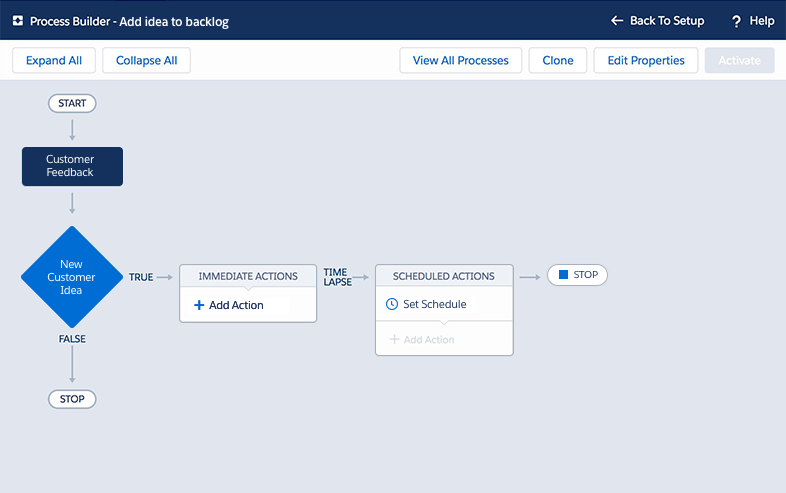 Process Builder - Add idea to backlog
Back To Setup
? Help
Expand All
Collapse All
View All Processes
Clone
Edit Properties
Activate
START
Customer
Feedback
New
Customer
Idea
TRUE
IMMEDIATE ACTIONS
+ Add Action
TIME
LAPSE
SCHEDULED ACTIONS
Set Schedule
+ Add Action
STOP
FALSE
STOP